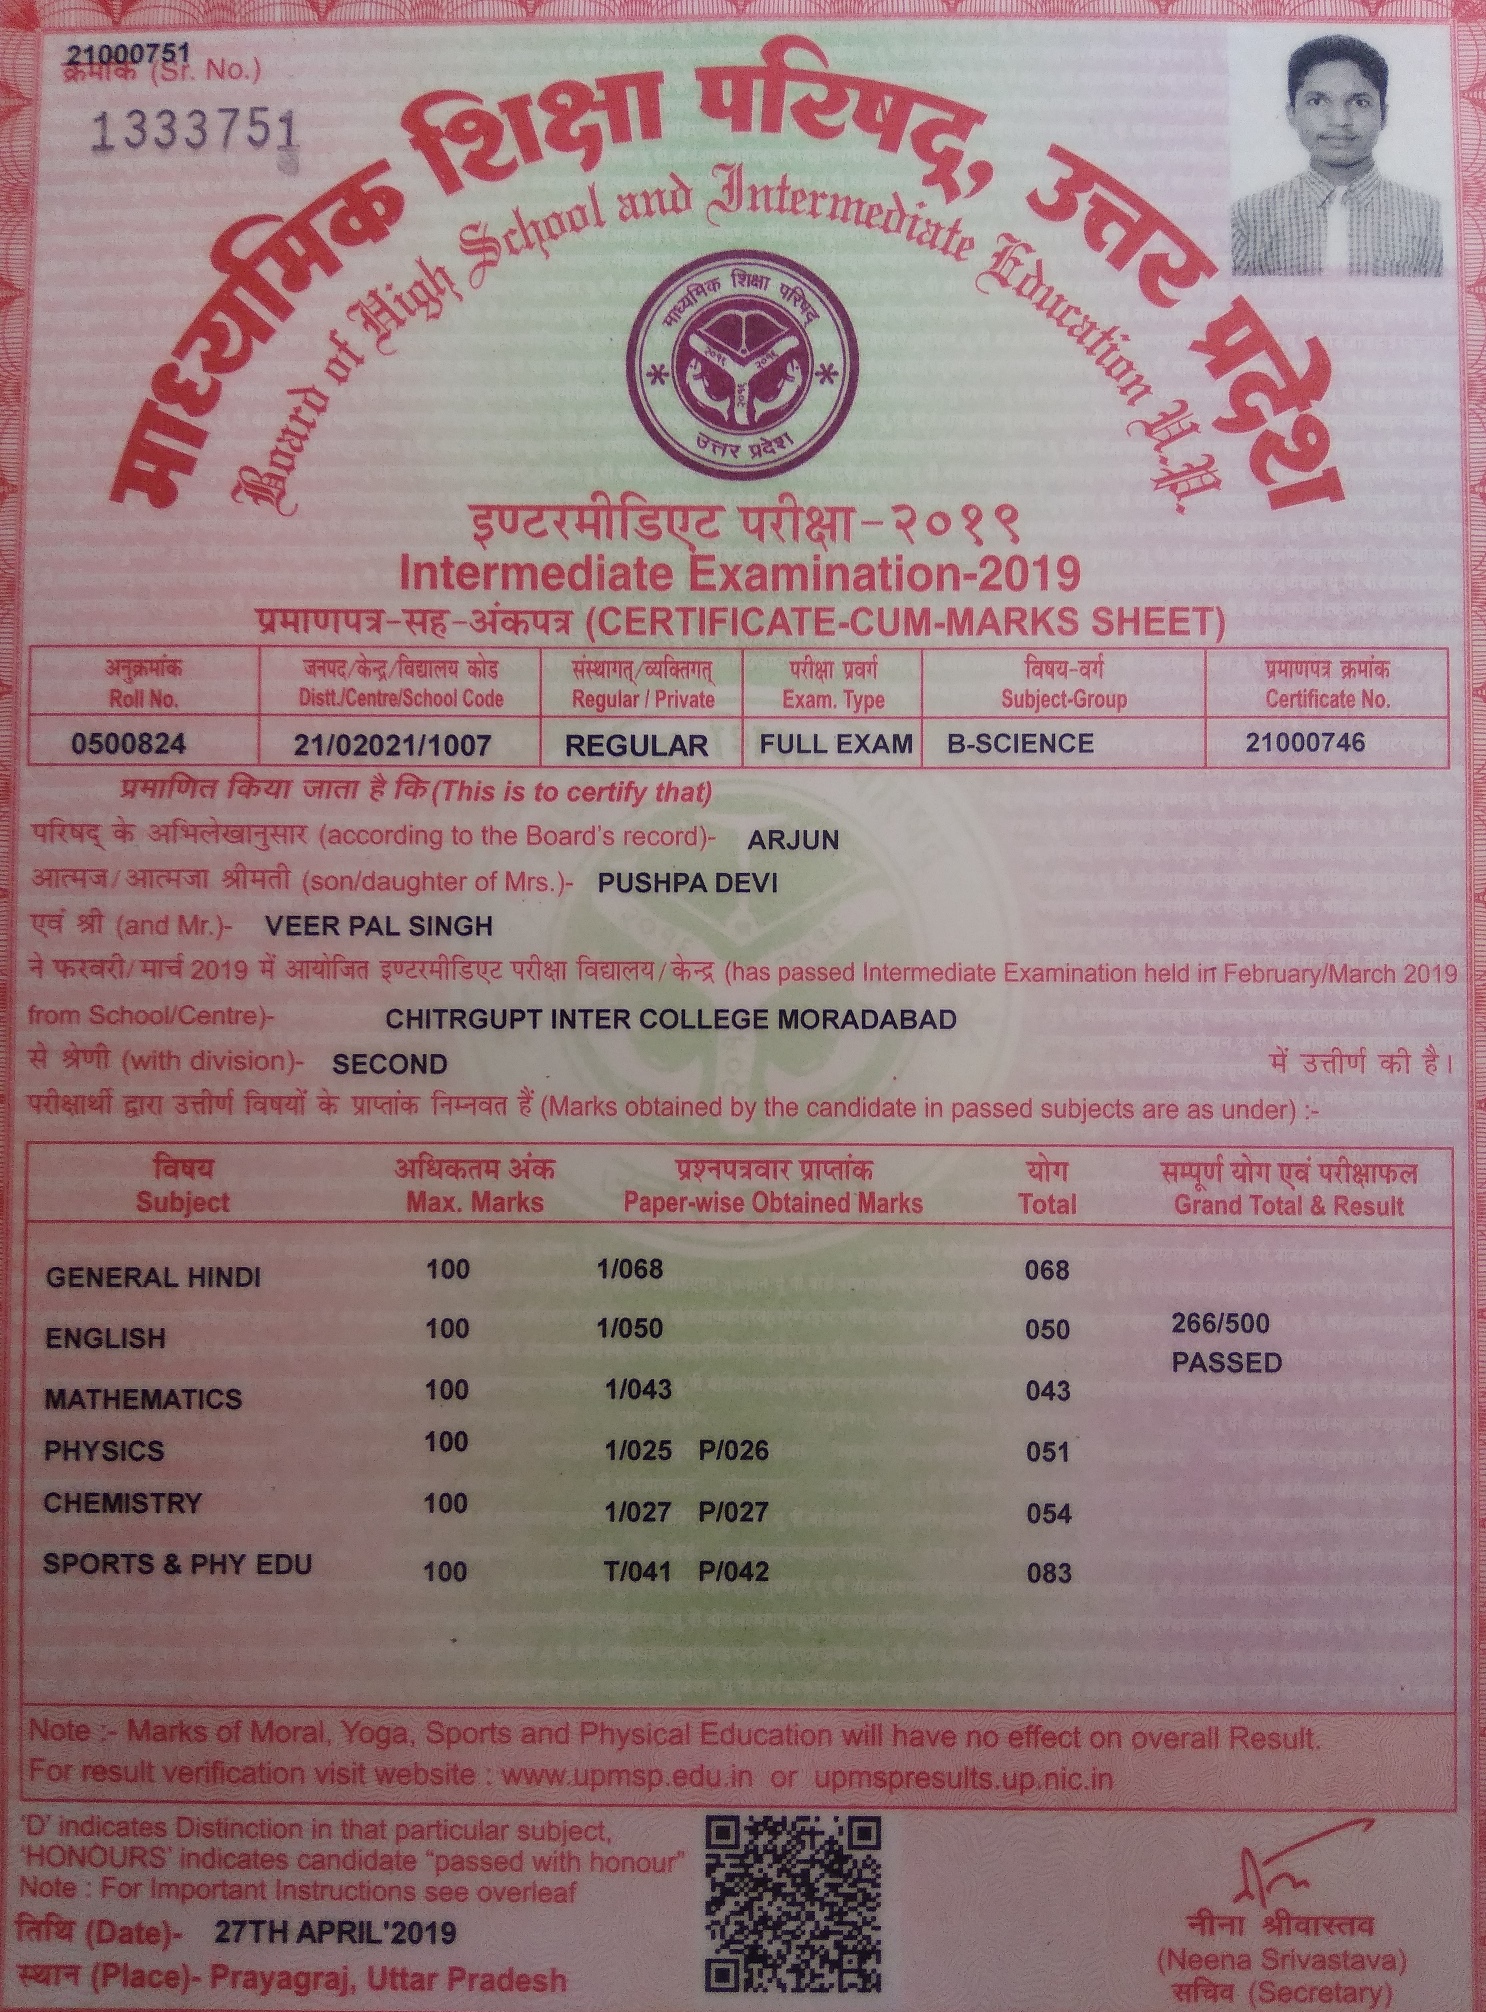 21000751
क्रमांक (Sr. No.)
1333751
माध्यमिक शिक्षा परिषद्, उत्तर प्रदेश
Board of High School and Intermediate Education U.P.
माध्यमिक शिक्षा परिषद्
उत्तर प्रदेश
इण्टरमीडिएट परीक्षा-२०१९
Intermediate Examination-2019
प्रमाणपत्र-सह-अंकपत्र (CERTIFICATE-CUM-MARKS SHEET)
अनुक्रमांक जनपद/केन्द्र/विद्यालय कोड संस्थागत्/व्यक्तिगत् परीक्षा प्रवर्ग विषय-वर्ग प्रमाणपत्र क्रमांक
Roll No. Distt./Centre/School Code Regular / Private Exam. Type Subject-Group Certificate No.
0500824 21/02021/1007 REGULAR FULL EXAM B-SCIENCE 21000746
प्रमाणित किया जाता है कि (This is to certify that)
परिषद् के अभिलेखानुसार (according to the Board's record)- ARJUN
आत्मज/आत्मजा श्रीमती (son/daughter of Mrs.)- PUSHPA DEVI
एवं श्री (and Mr.)- VEER PAL SINGH
ने फरवरी/मार्च 2019 में आयोजित इण्टरमीडिएट परीक्षा विद्यालय/केन्द्र (has passed Intermediate Examination held in February/March 2019
from School/Centre)- CHITRGUPT INTER COLLEGE MORADABAD
से श्रेणी (with division)- SECOND में उत्तीर्ण की है।
परीक्षार्थी द्वारा उत्तीर्ण विषयों के प्राप्तांक निम्नवत हैं (Marks obtained by the candidate in passed subjects are as under) :-
विषय अधिकतम अंक प्रश्नपत्रवार प्राप्तांक योग सम्पूर्ण योग एवं परीक्षाफल
Subject Max. Marks Paper-wise Obtained Marks Total Grand Total & Result
GENERAL HINDI 100 1/068 068
ENGLISH 100 1/050 050 266/500
PASSED
MATHEMATICS 100 1/043 043
PHYSICS 100 1/025 P/026 051
CHEMISTRY 100 1/027 P/027 054
SPORTS & PHY EDU 100 T/041 P/042 083
Note :- Marks of Moral, Yoga, Sports and Physical Education will have no effect on overall Result.
For result verification visit website : www.upmsp.edu.in or upmspresults.up.nic.in
'D' indicates Distinction in that particular subject,
'HONOURS' indicates candidate "passed with honour"
Note : For Important Instructions see overleaf
तिथि (Date)- 27TH APRIL'2019
स्थान (Place)- Prayagraj, Uttar Pradesh
नीना श्रीवास्तव
(Neena Srivastava)
सचिव (Secretary)